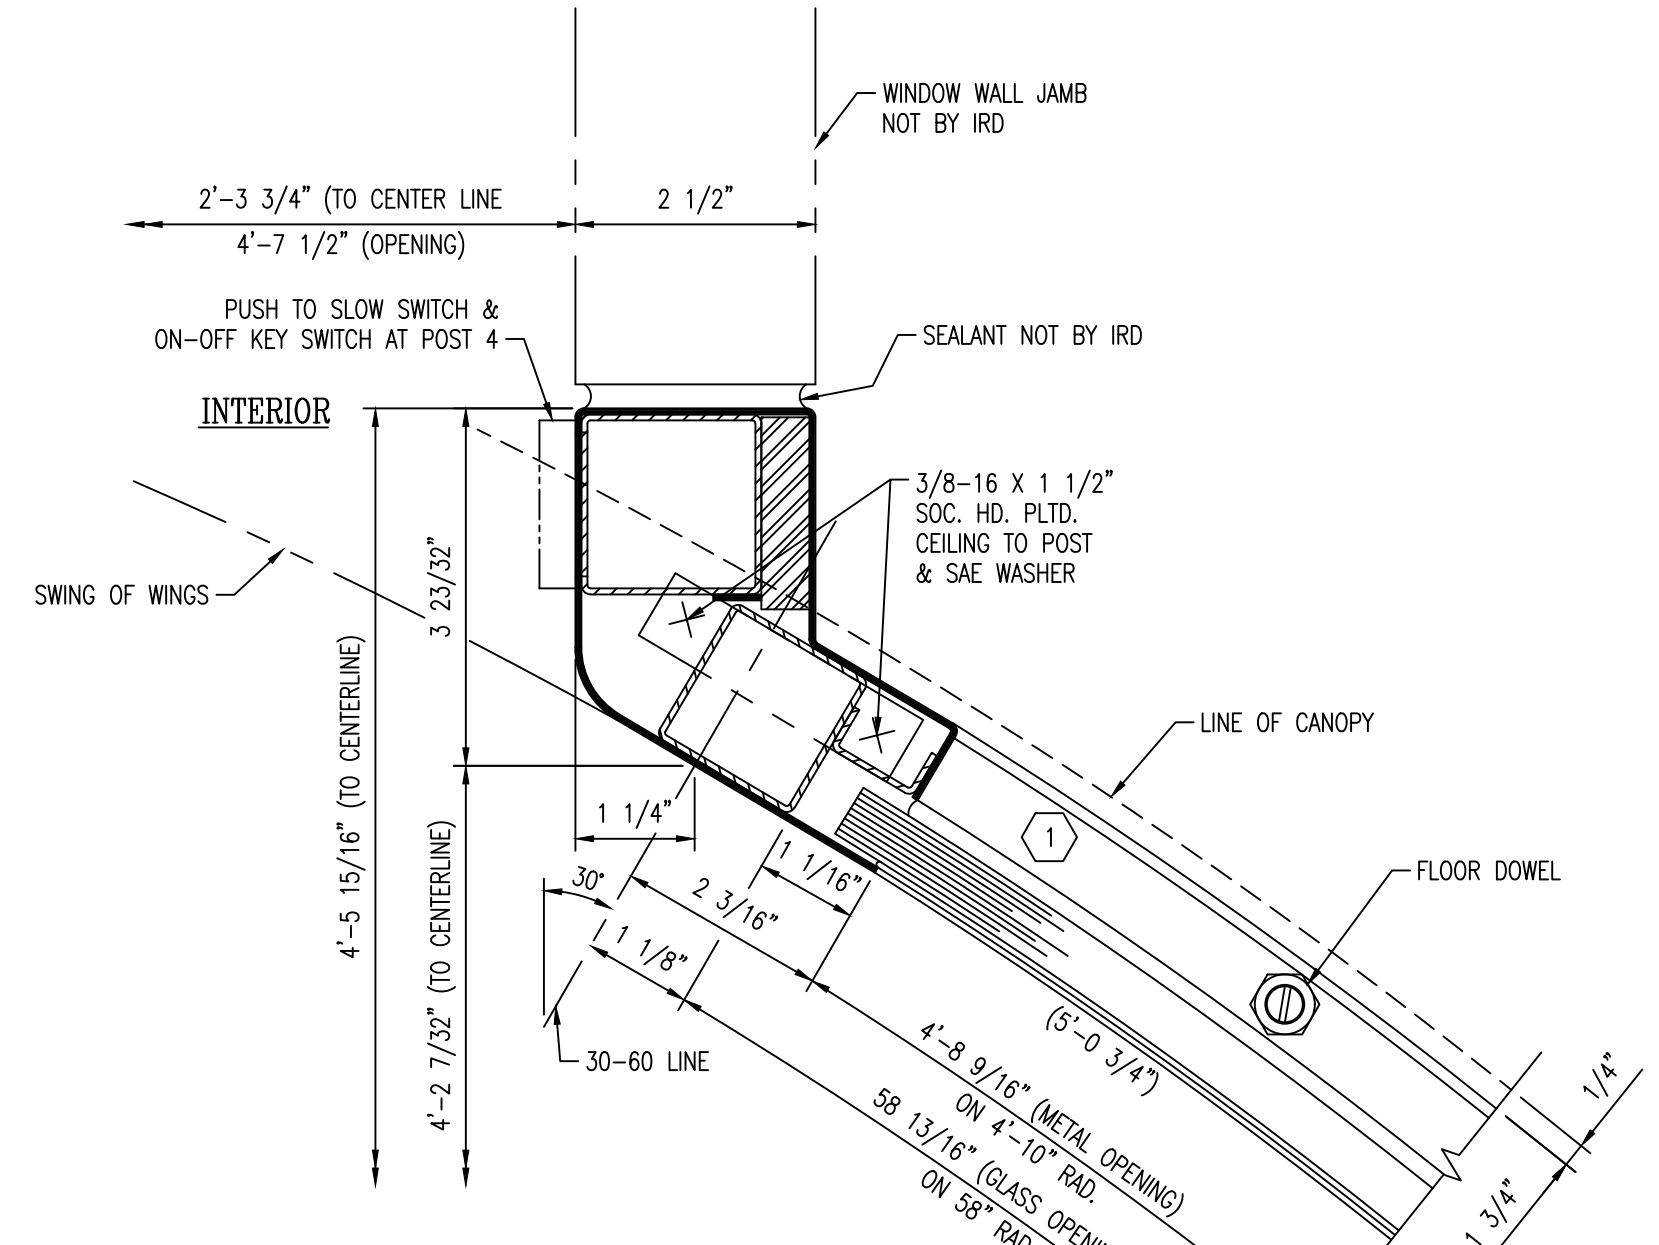 WINDOW WALL JAMB
NOT BY IRD
2'-3 3/4" (TO CENTER LINE
2 1/2"
4'-7 1/2" (OPENING)
PUSH TO SLOW SWITCH &
ON-OFF KEY SWITCH AT POST 4
SEALANT NOT BY IRD
INTERIOR
3/8-16 X 1 1/2"
SOC. HD. PLTD.
CEILING TO POST
& SAE WASHER
SWING OF WINGS
3 23/32"
4'-5 15/16" (TO CENTERLINE)
4'-2 7/32" (TO CENTERLINE)
LINE OF CANOPY
1 1/4"
1
1 1/16"
30°
2 3/16"
FLOOR DOWEL
1 1/8"
30-60 LINE
(5'-0 3/4")
4'-8 9/16" (METAL OPENING)
ON 4'-10" RAD.
58 13/16" (GLASS OPENI
ON 58" RAD
1/4"
1 3/4"